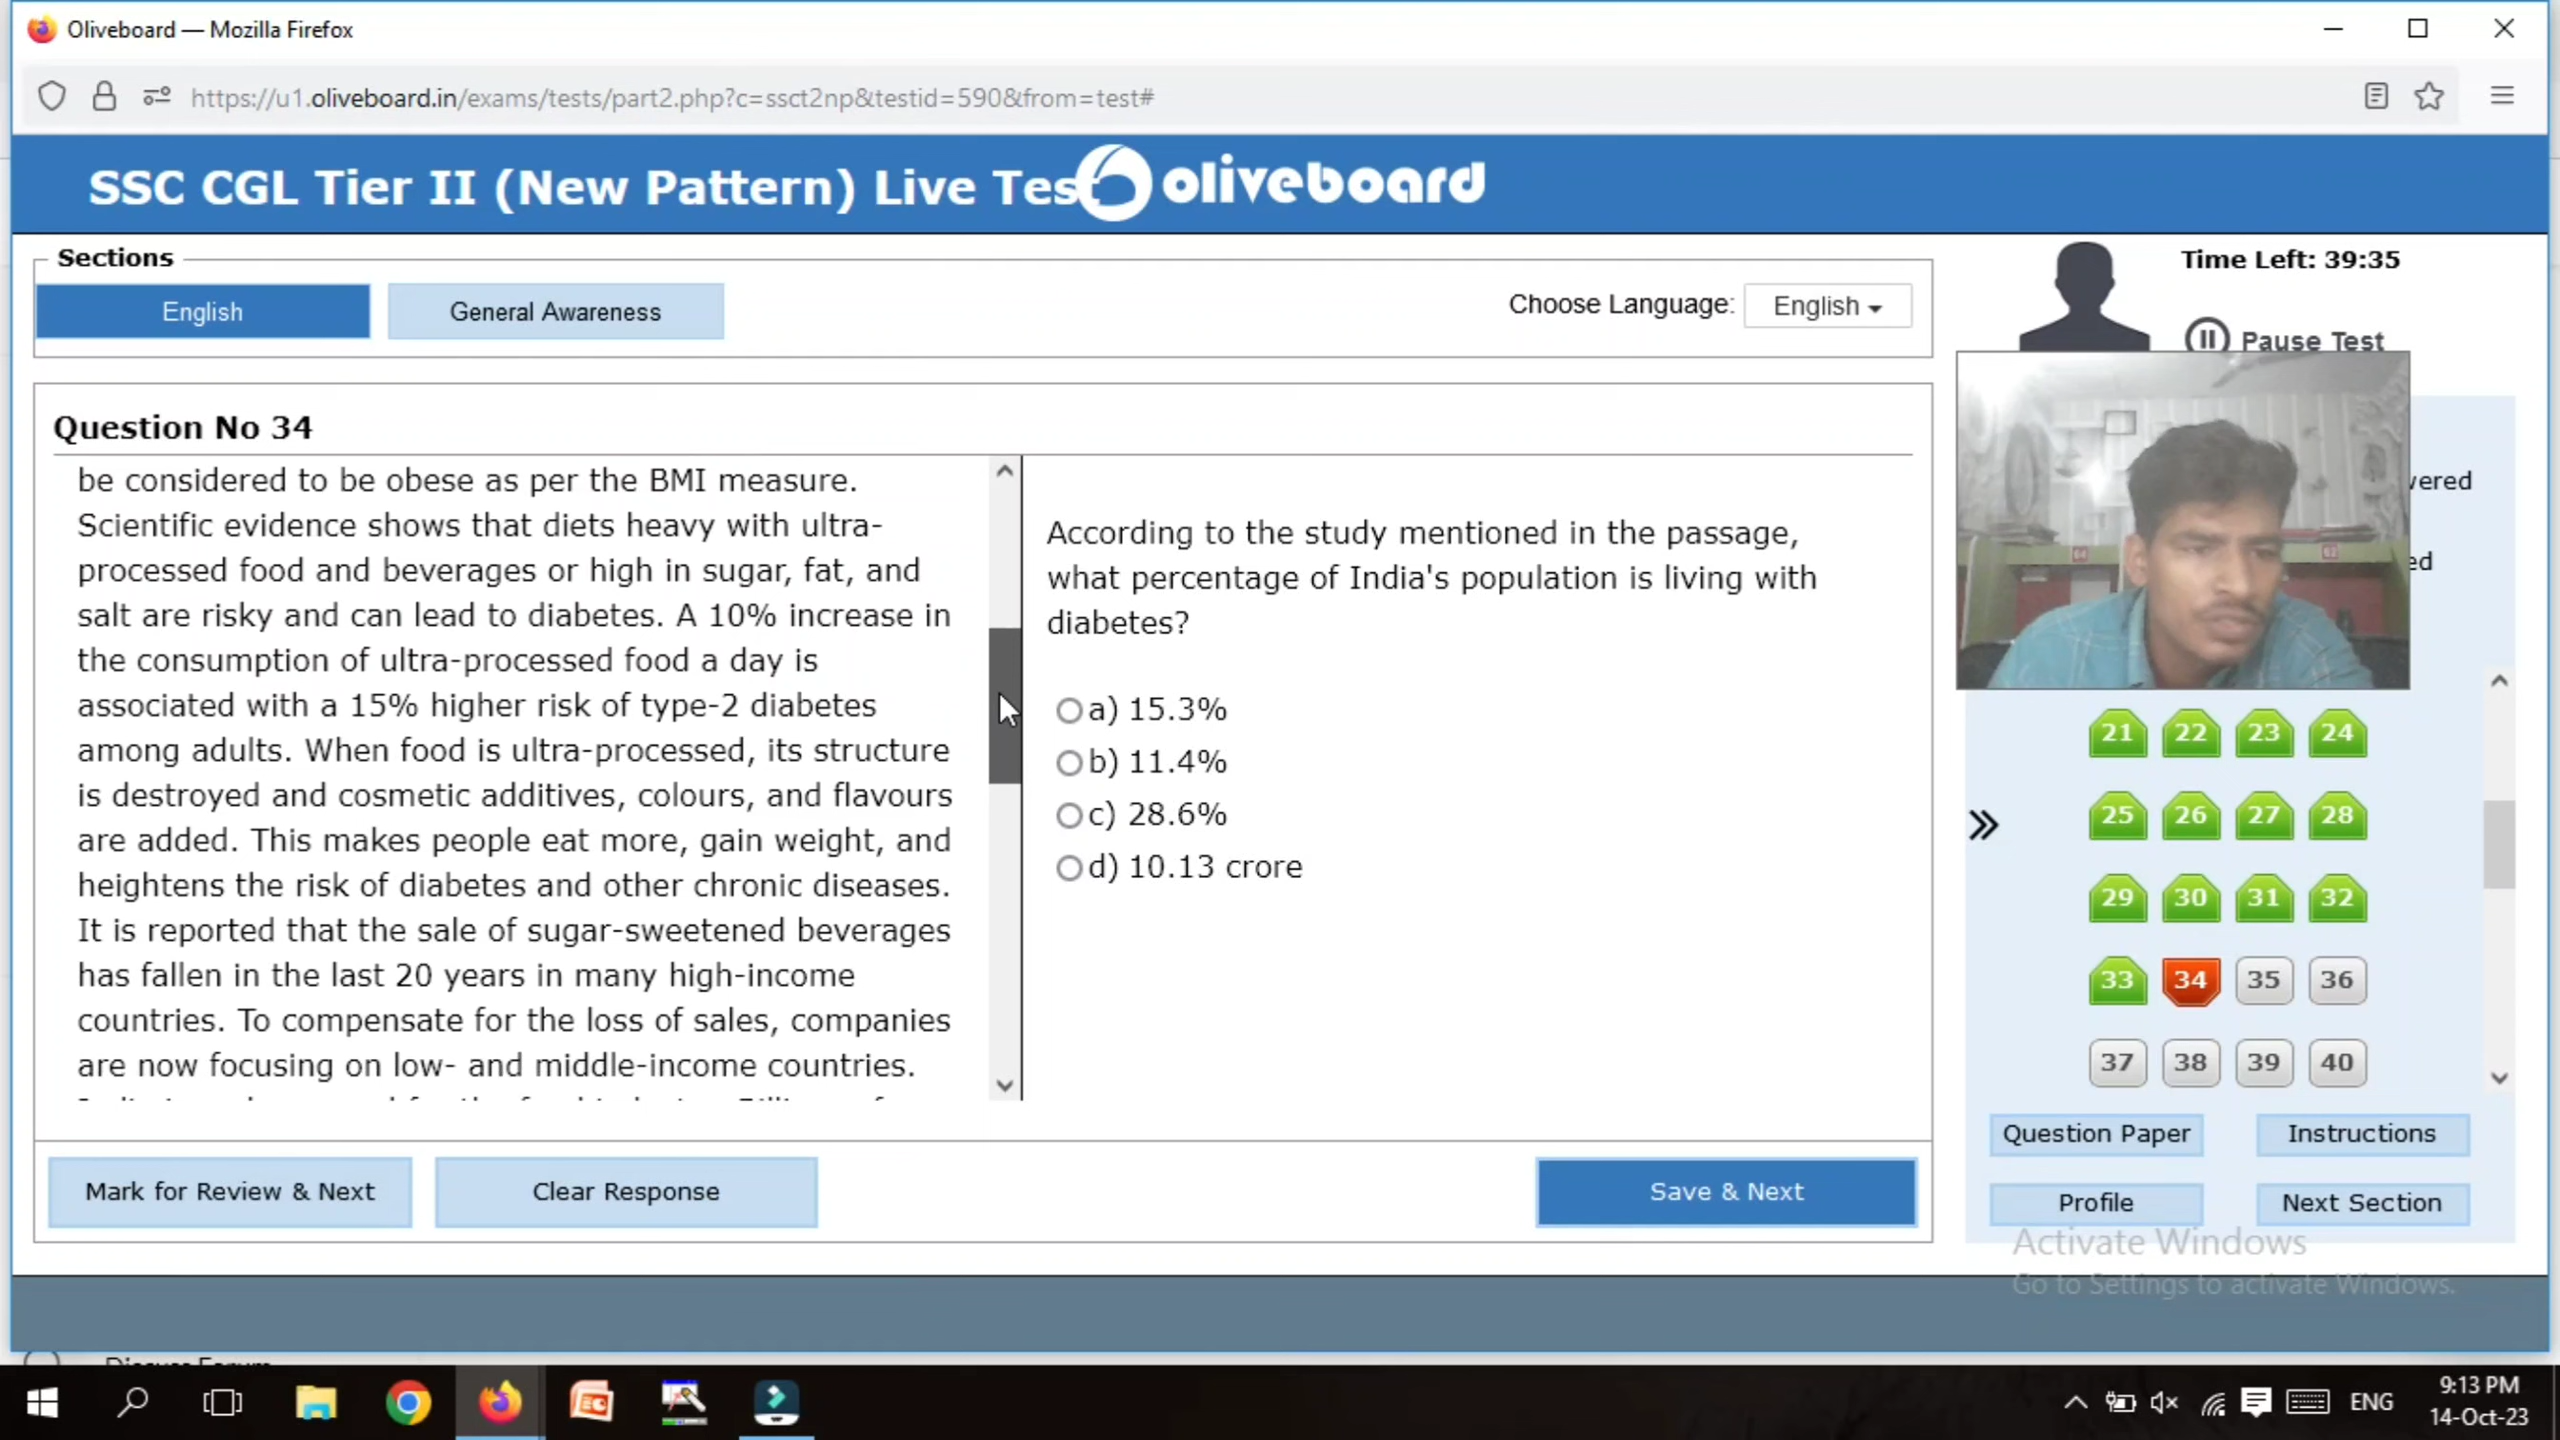 Oliveboard — Mozilla Firefox
https://u1.oliveboard.in/exams/tests/part2.php?c=ssct2np&testid=590&from=test#
SSC CGL Tier II (New Pattern) Live Tes
oliveboard
Sections
English
General Awareness
Choose Language:
English
Time Left: 39:35
Pause Test
Question No 34
be considered to be obese as per the BMI measure.
Scientific evidence shows that diets heavy with ultra-
processed food and beverages or high in sugar, fat, and
salt are risky and can lead to diabetes. A 10% increase in
the consumption of ultra-processed food a day is
associated with a 15% higher risk of type-2 diabetes
among adults. When food is ultra-processed, its structure
is destroyed and cosmetic additives, colours, and flavours
are added. This makes people eat more, gain weight, and
heightens the risk of diabetes and other chronic diseases.
It is reported that the sale of sugar-sweetened beverages
has fallen in the last 20 years in many high-income
countries. To compensate for the loss of sales, companies
are now focusing on low- and middle-income countries.
According to the study mentioned in the passage,
what percentage of India's population is living with
diabetes?
a) 15.3%
b) 11.4%
c) 28.6%
d) 10.13 crore
vered
ed
21 22 23 24
25 26 27 28
29 30 31 32
33 34 35 36
37 38 39 40
Question Paper
Instructions
Profile
Next Section
Mark for Review & Next
Clear Response
Save & Next
Activate Windows
Go to Settings to activate Windows.
Discuss Forum
ENG
9:13 PM
14-Oct-23